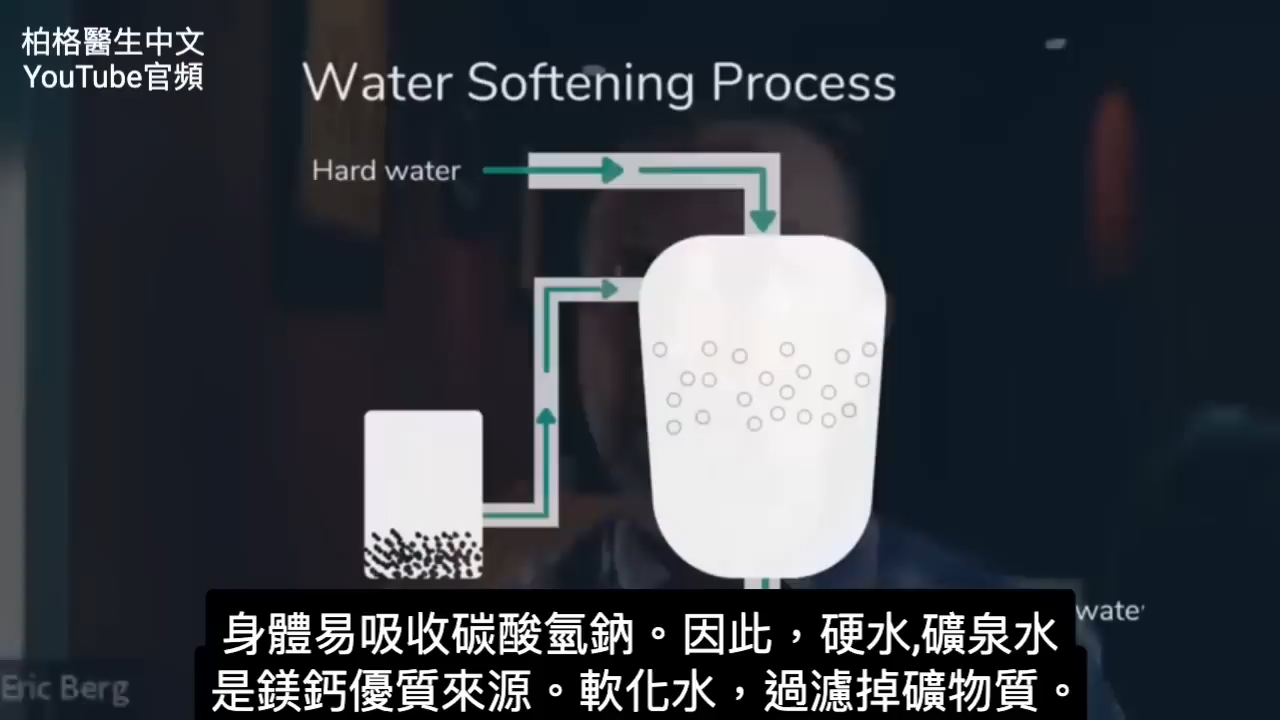 柏格醫生中文
YouTube官頻
Water Softening Process
Hard water
water
身體易吸收碳酸氫鈉。因此，硬水,礦泉水
是鎂鈣優質來源。軟化水，過濾掉礦物質。
Eric Berg